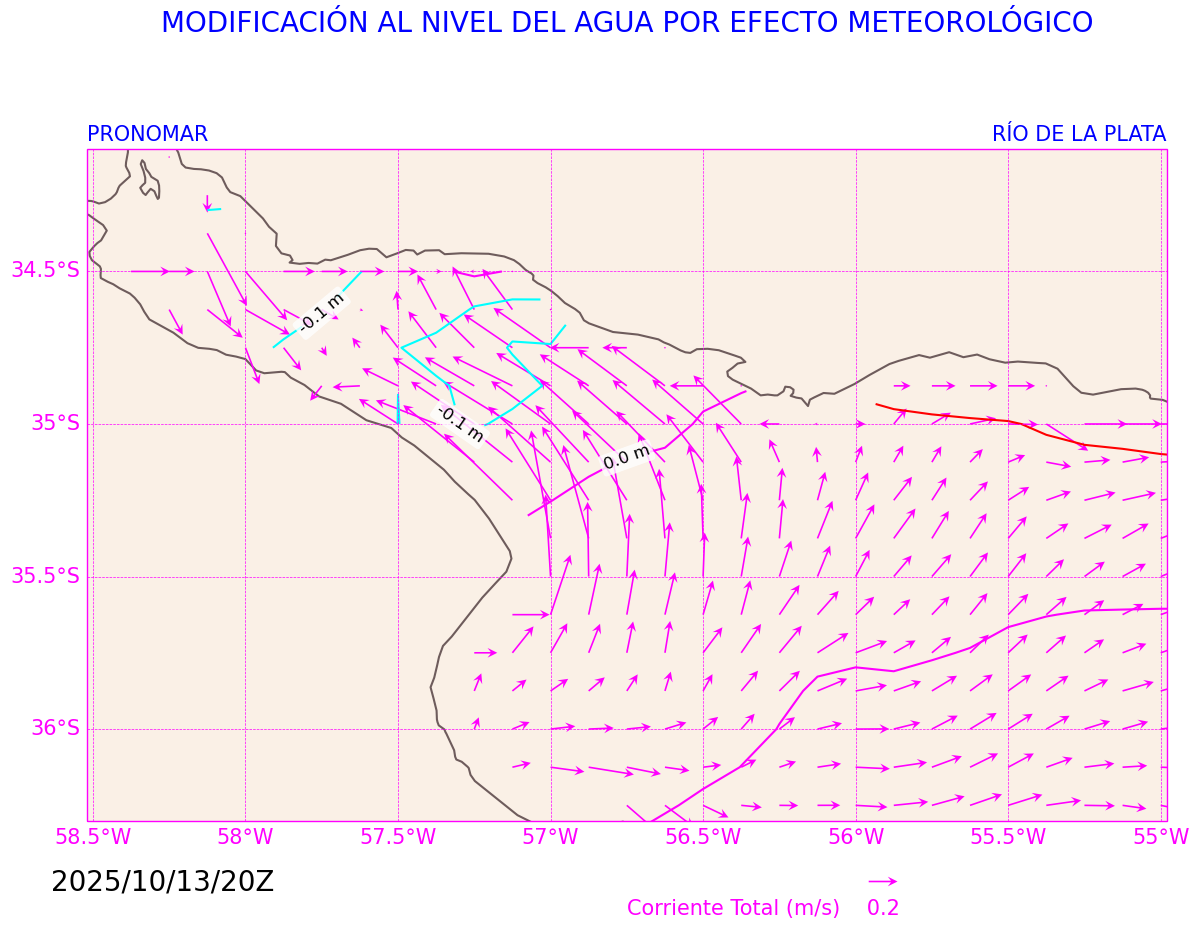 MODIFICACIÓN AL NIVEL DEL AGUA POR EFECTO METEOROLÓGICO
PRONOMAR
RÍO DE LA PLATA
34.5°S
-0.1 m
35°S
-0.1 m
0.0 m
35.5°S
36°S
58.5°W
58°W
57.5°W
57°W
56.5°W
56°W
55.5°W
55°W
2025/10/13/20Z
Corriente Total (m/s) 0.2